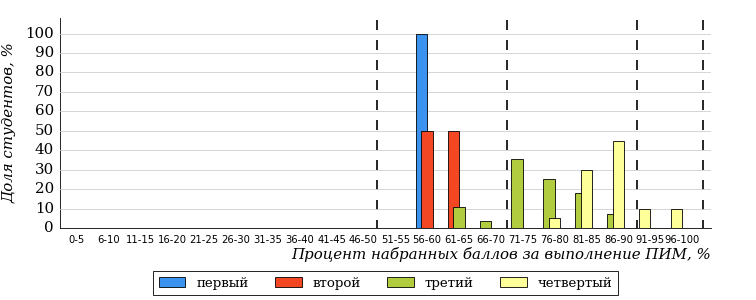 Доля студентов, %
100
90
80
70
60
50
40
30
20
10
0
0-5 6-10 11-15 16-20 21-25 26-30 31-35 36-40 41-45 46-50 51-55 56-60 61-65 66-70 71-75 76-80 81-85 86-90 91-95 96-100
Процент набранных баллов за выполнение ПИМ, %
первый второй третий четвертый